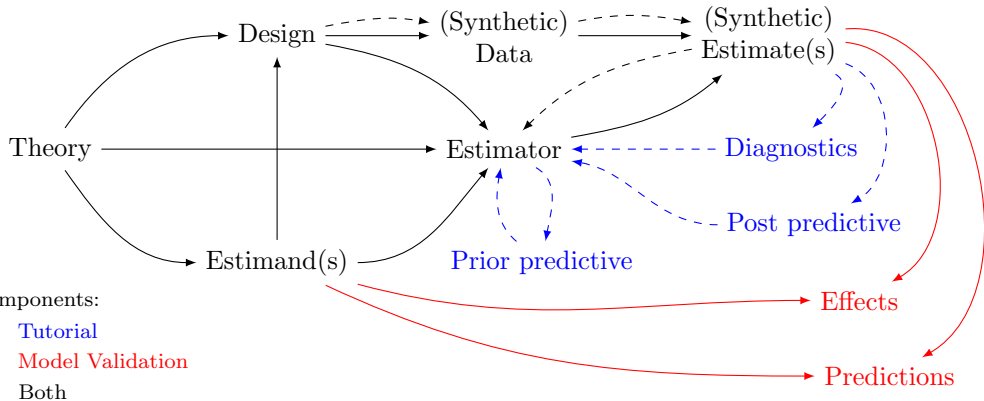 (Synthetic)
Design
(Synthetic)
Data
Estimate(s)
Theory
Estimator
Diagnostics
Post predictive
Estimand(s)
Prior predictive
mponents:
Effects
Tutorial
Model Validation
Predictions
Both